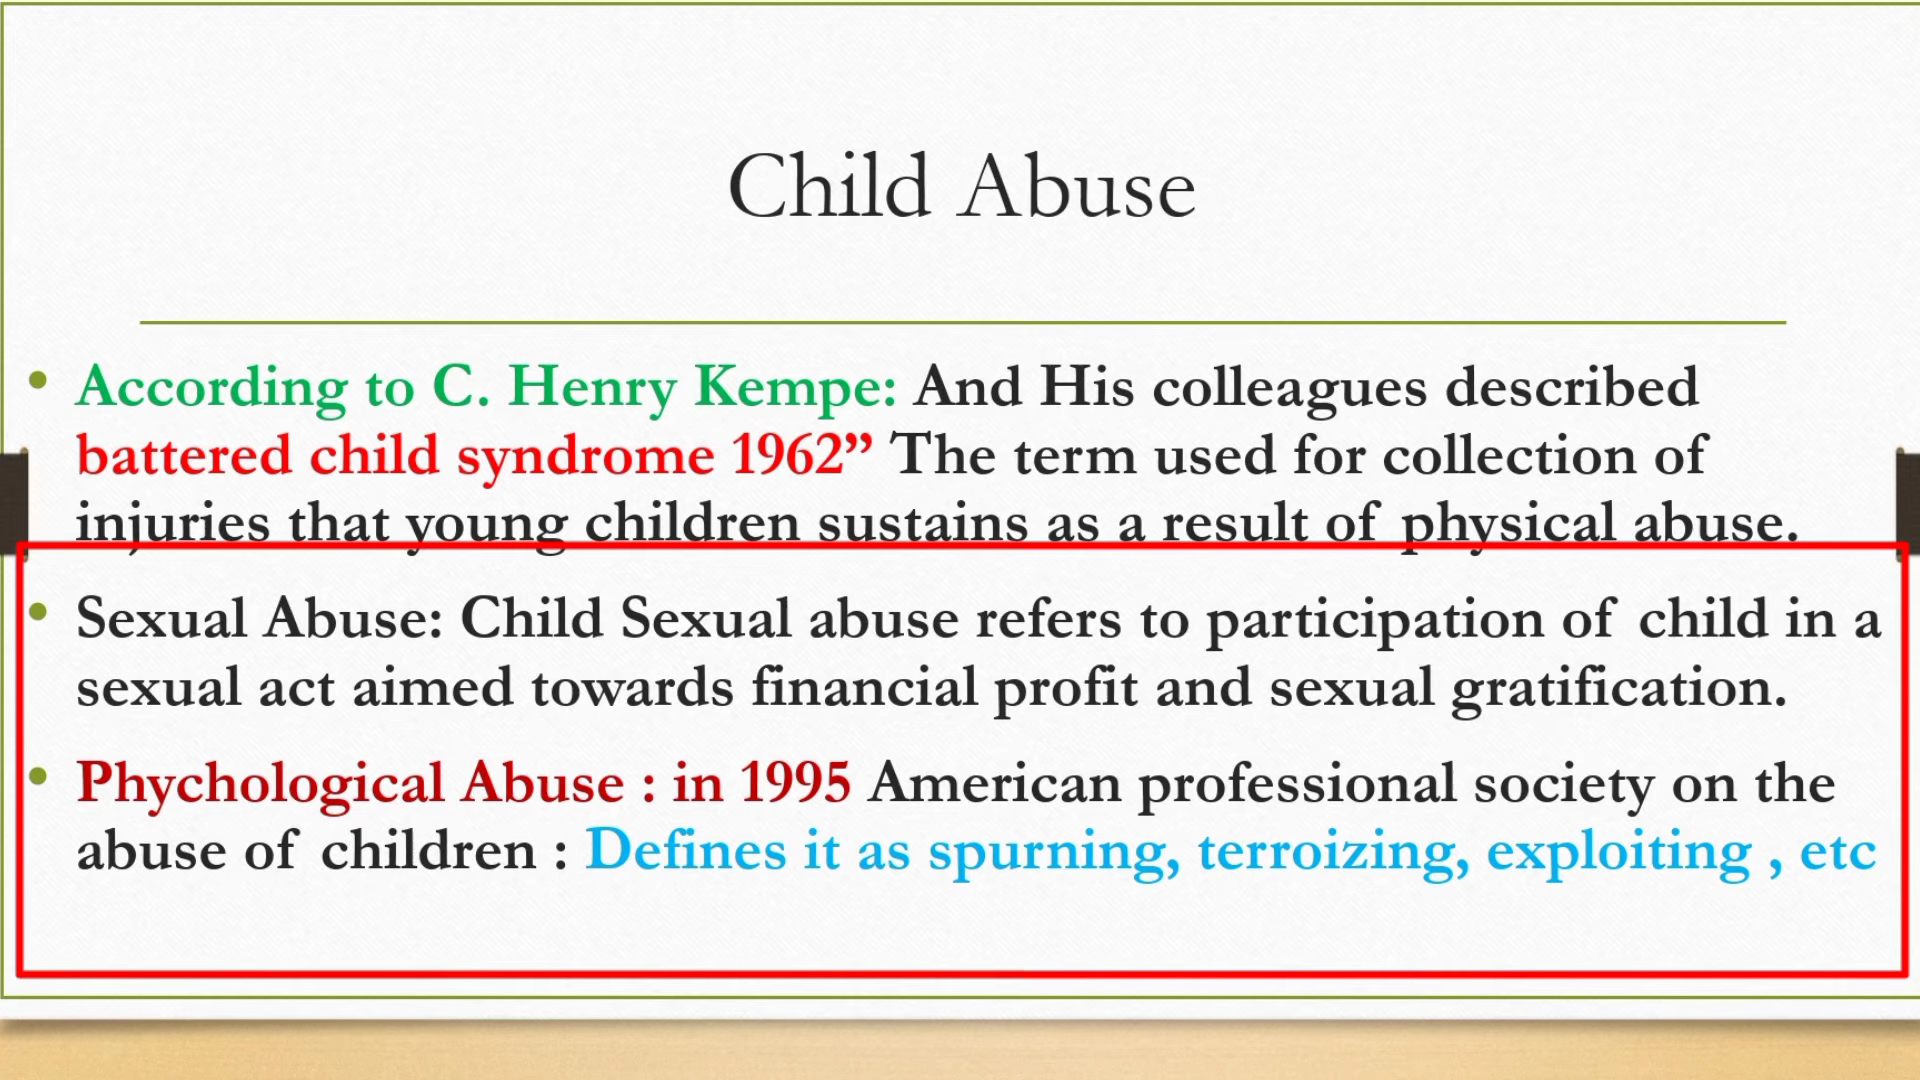 Child Abuse
• According to C. Henry Kempe: And His colleagues described
battered child syndrome 1962” The term used for collection of
injuries that young children sustains as a result of physical abuse.
• Sexual Abuse: Child Sexual abuse refers to participation of child in a
sexual act aimed towards financial profit and sexual gratification.
• Phychological Abuse : in 1995 American professional society on the
abuse of children : Defines it as spurning, terroizing, exploiting , etc